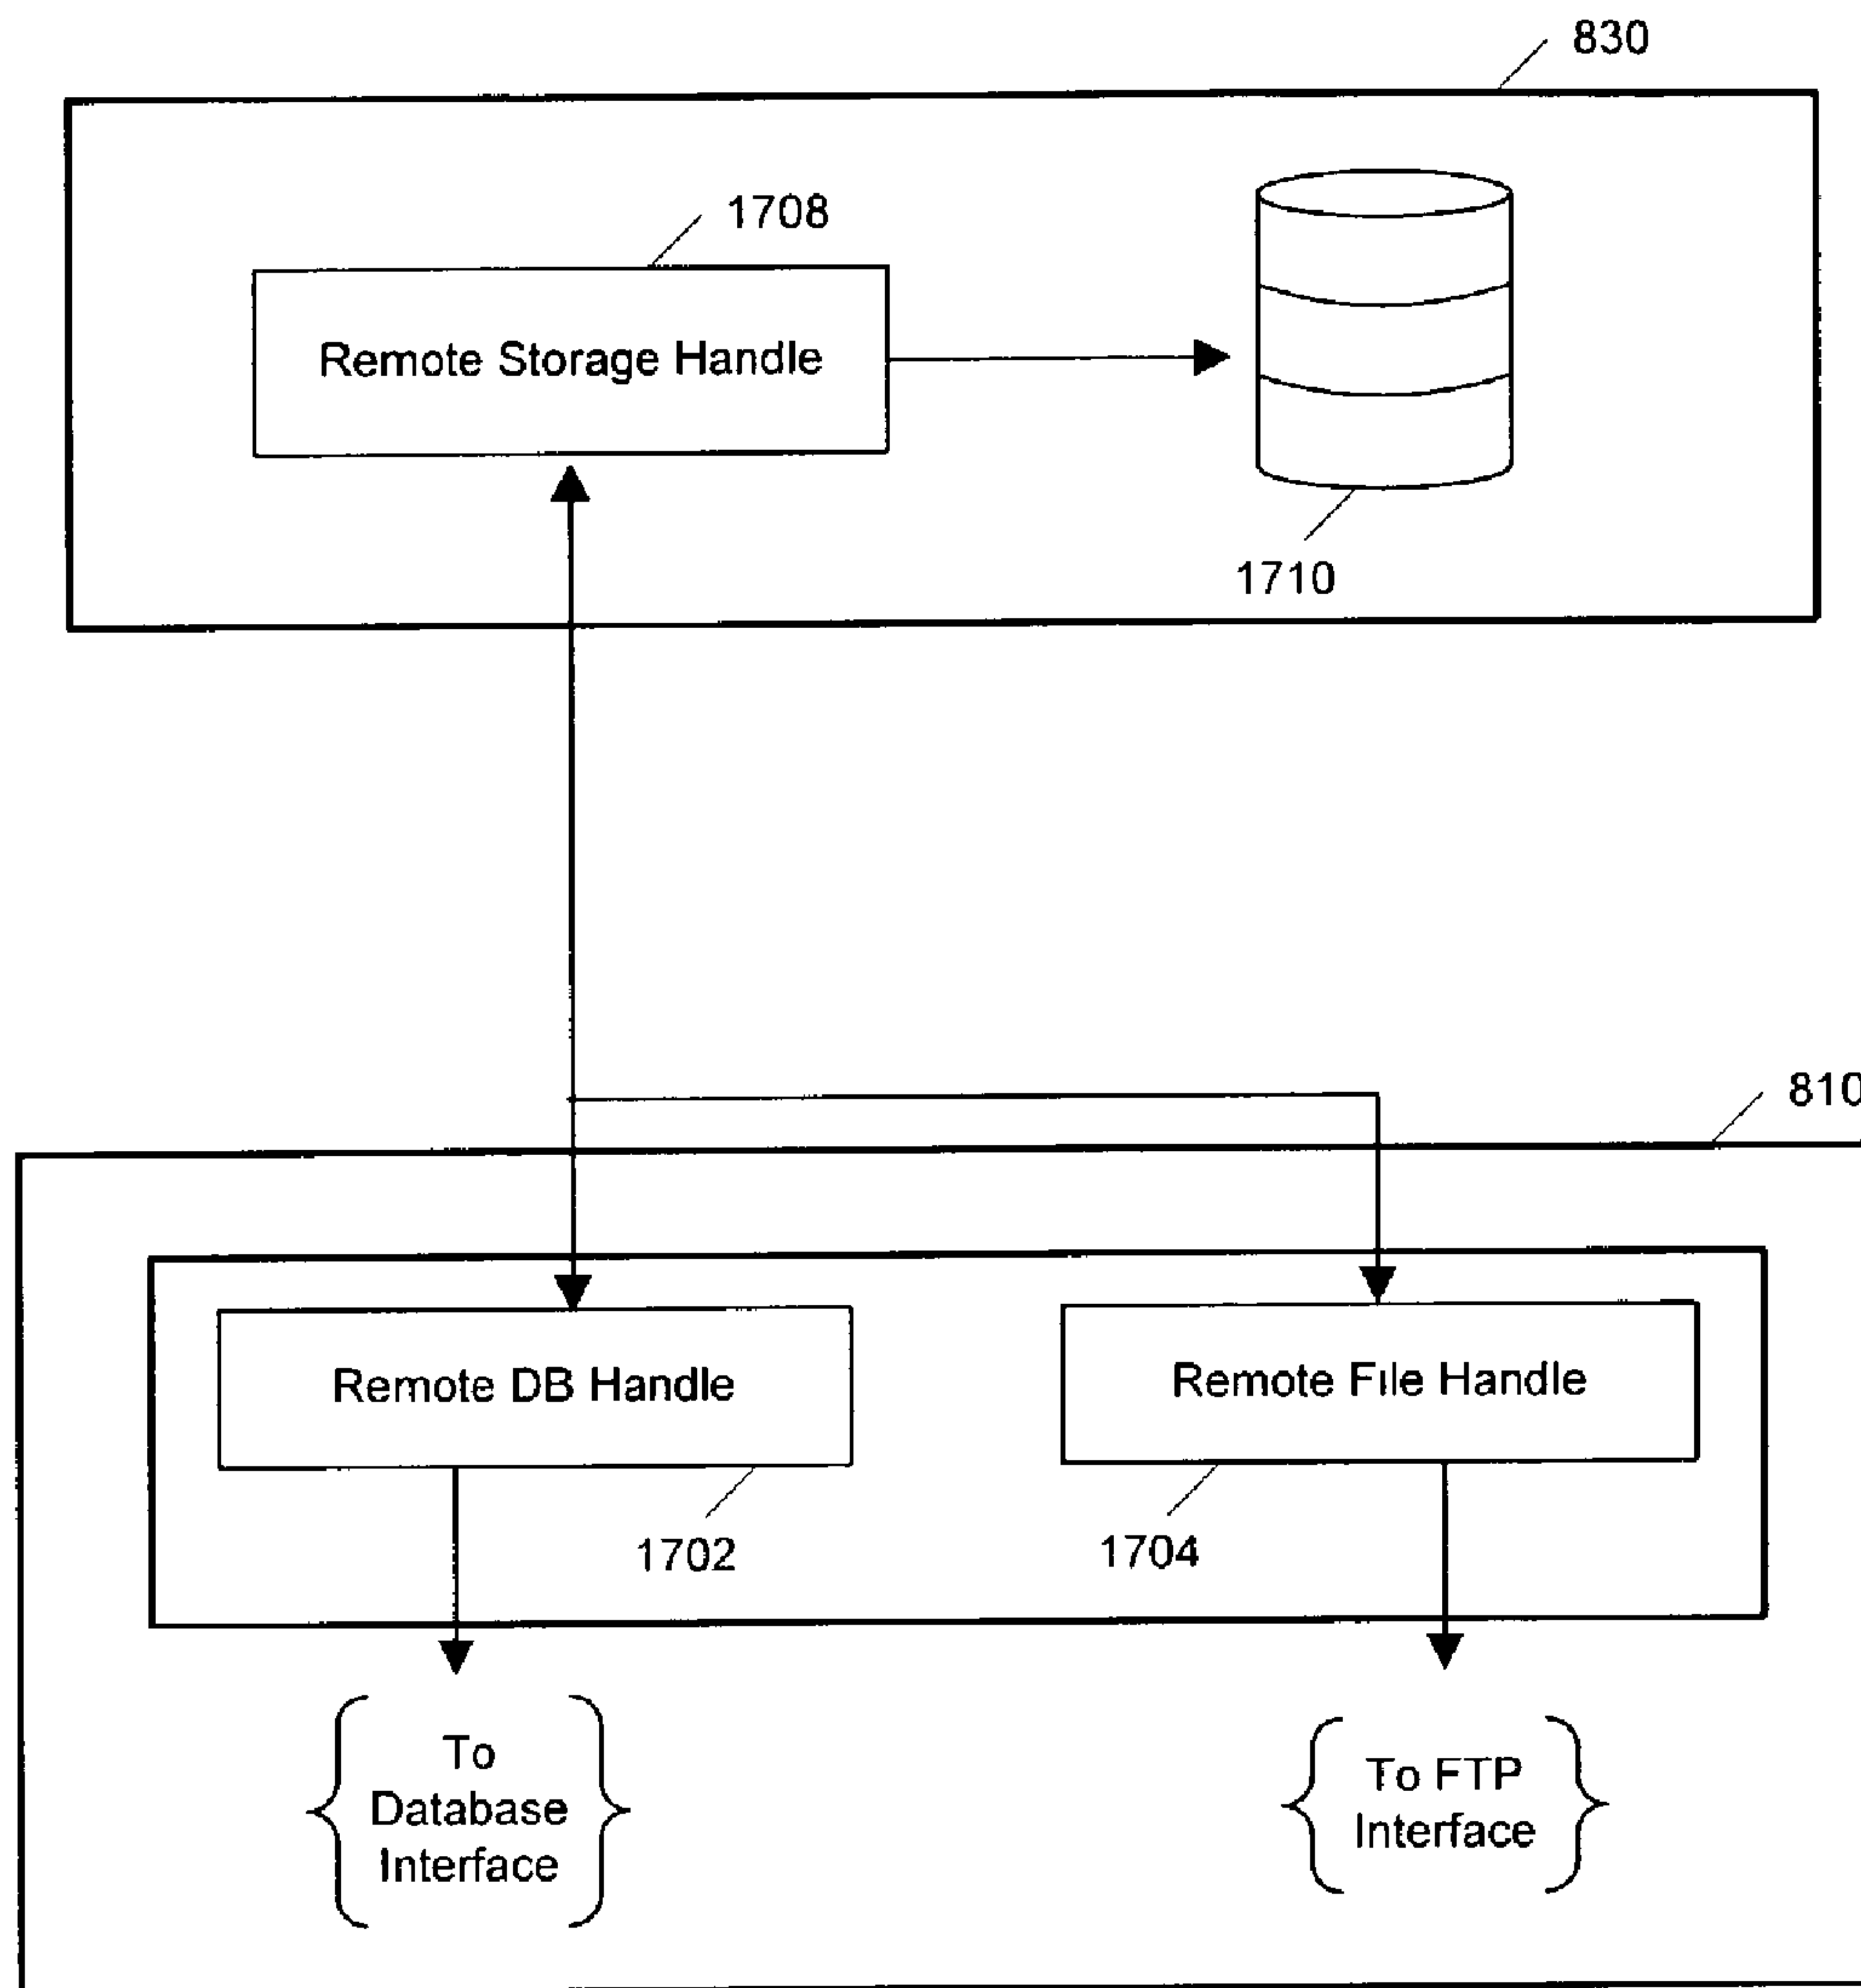 830
1708
Remote Storage Handle
1710
810
Remote DB Handle
Remote File Handle
1702
1704
To
Database
Interface
To FTP
Interface